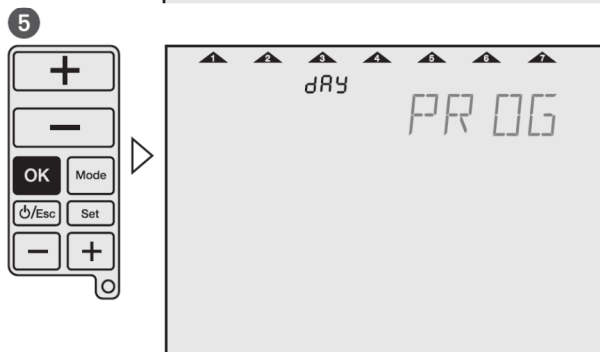 5
1 2 3 4 5 6 7
dAY
PROG
+
−
OK Mode
⏻/Esc Set
− +